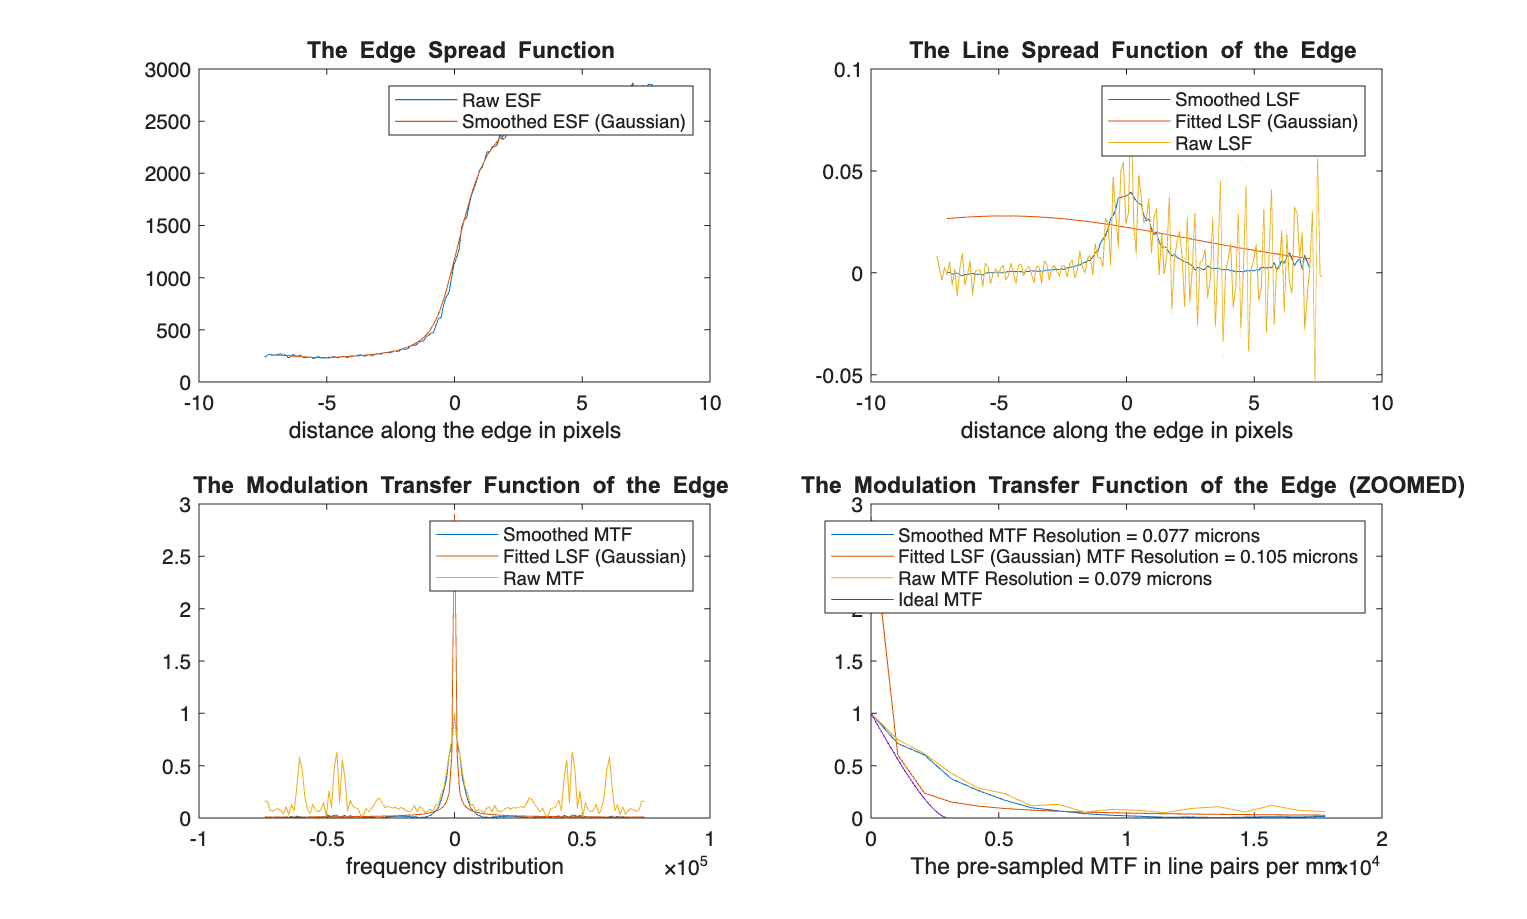 The Edge Spread Function
3000
2500
2000
1500
1000
500
0
-10
-5
0
5
10
Raw ESF
Smoothed ESF (Gaussian)
distance along the edge in pixels
The Line Spread Function of the Edge
0.1
0.05
0
-0.05
-10
-5
0
5
10
Smoothed LSF
Fitted LSF (Gaussian)
Raw LSF
distance along the edge in pixels
The Modulation Transfer Function of the Edge
3
2.5
2
1.5
1
0.5
0
-1
-0.5
0
0.5
1
×10⁵
Smoothed MTF
Fitted LSF (Gaussian)
Raw MTF
frequency distribution
The Modulation Transfer Function of the Edge (ZOOMED)
3
2
1.5
1
0.5
0
0
0.5
1
1.5
2
×10⁴
Smoothed MTF Resolution = 0.077 microns
Fitted LSF (Gaussian) MTF Resolution = 0.105 microns
Raw MTF Resolution = 0.079 microns
Ideal MTF
The pre-sampled MTF in line pairs per mm